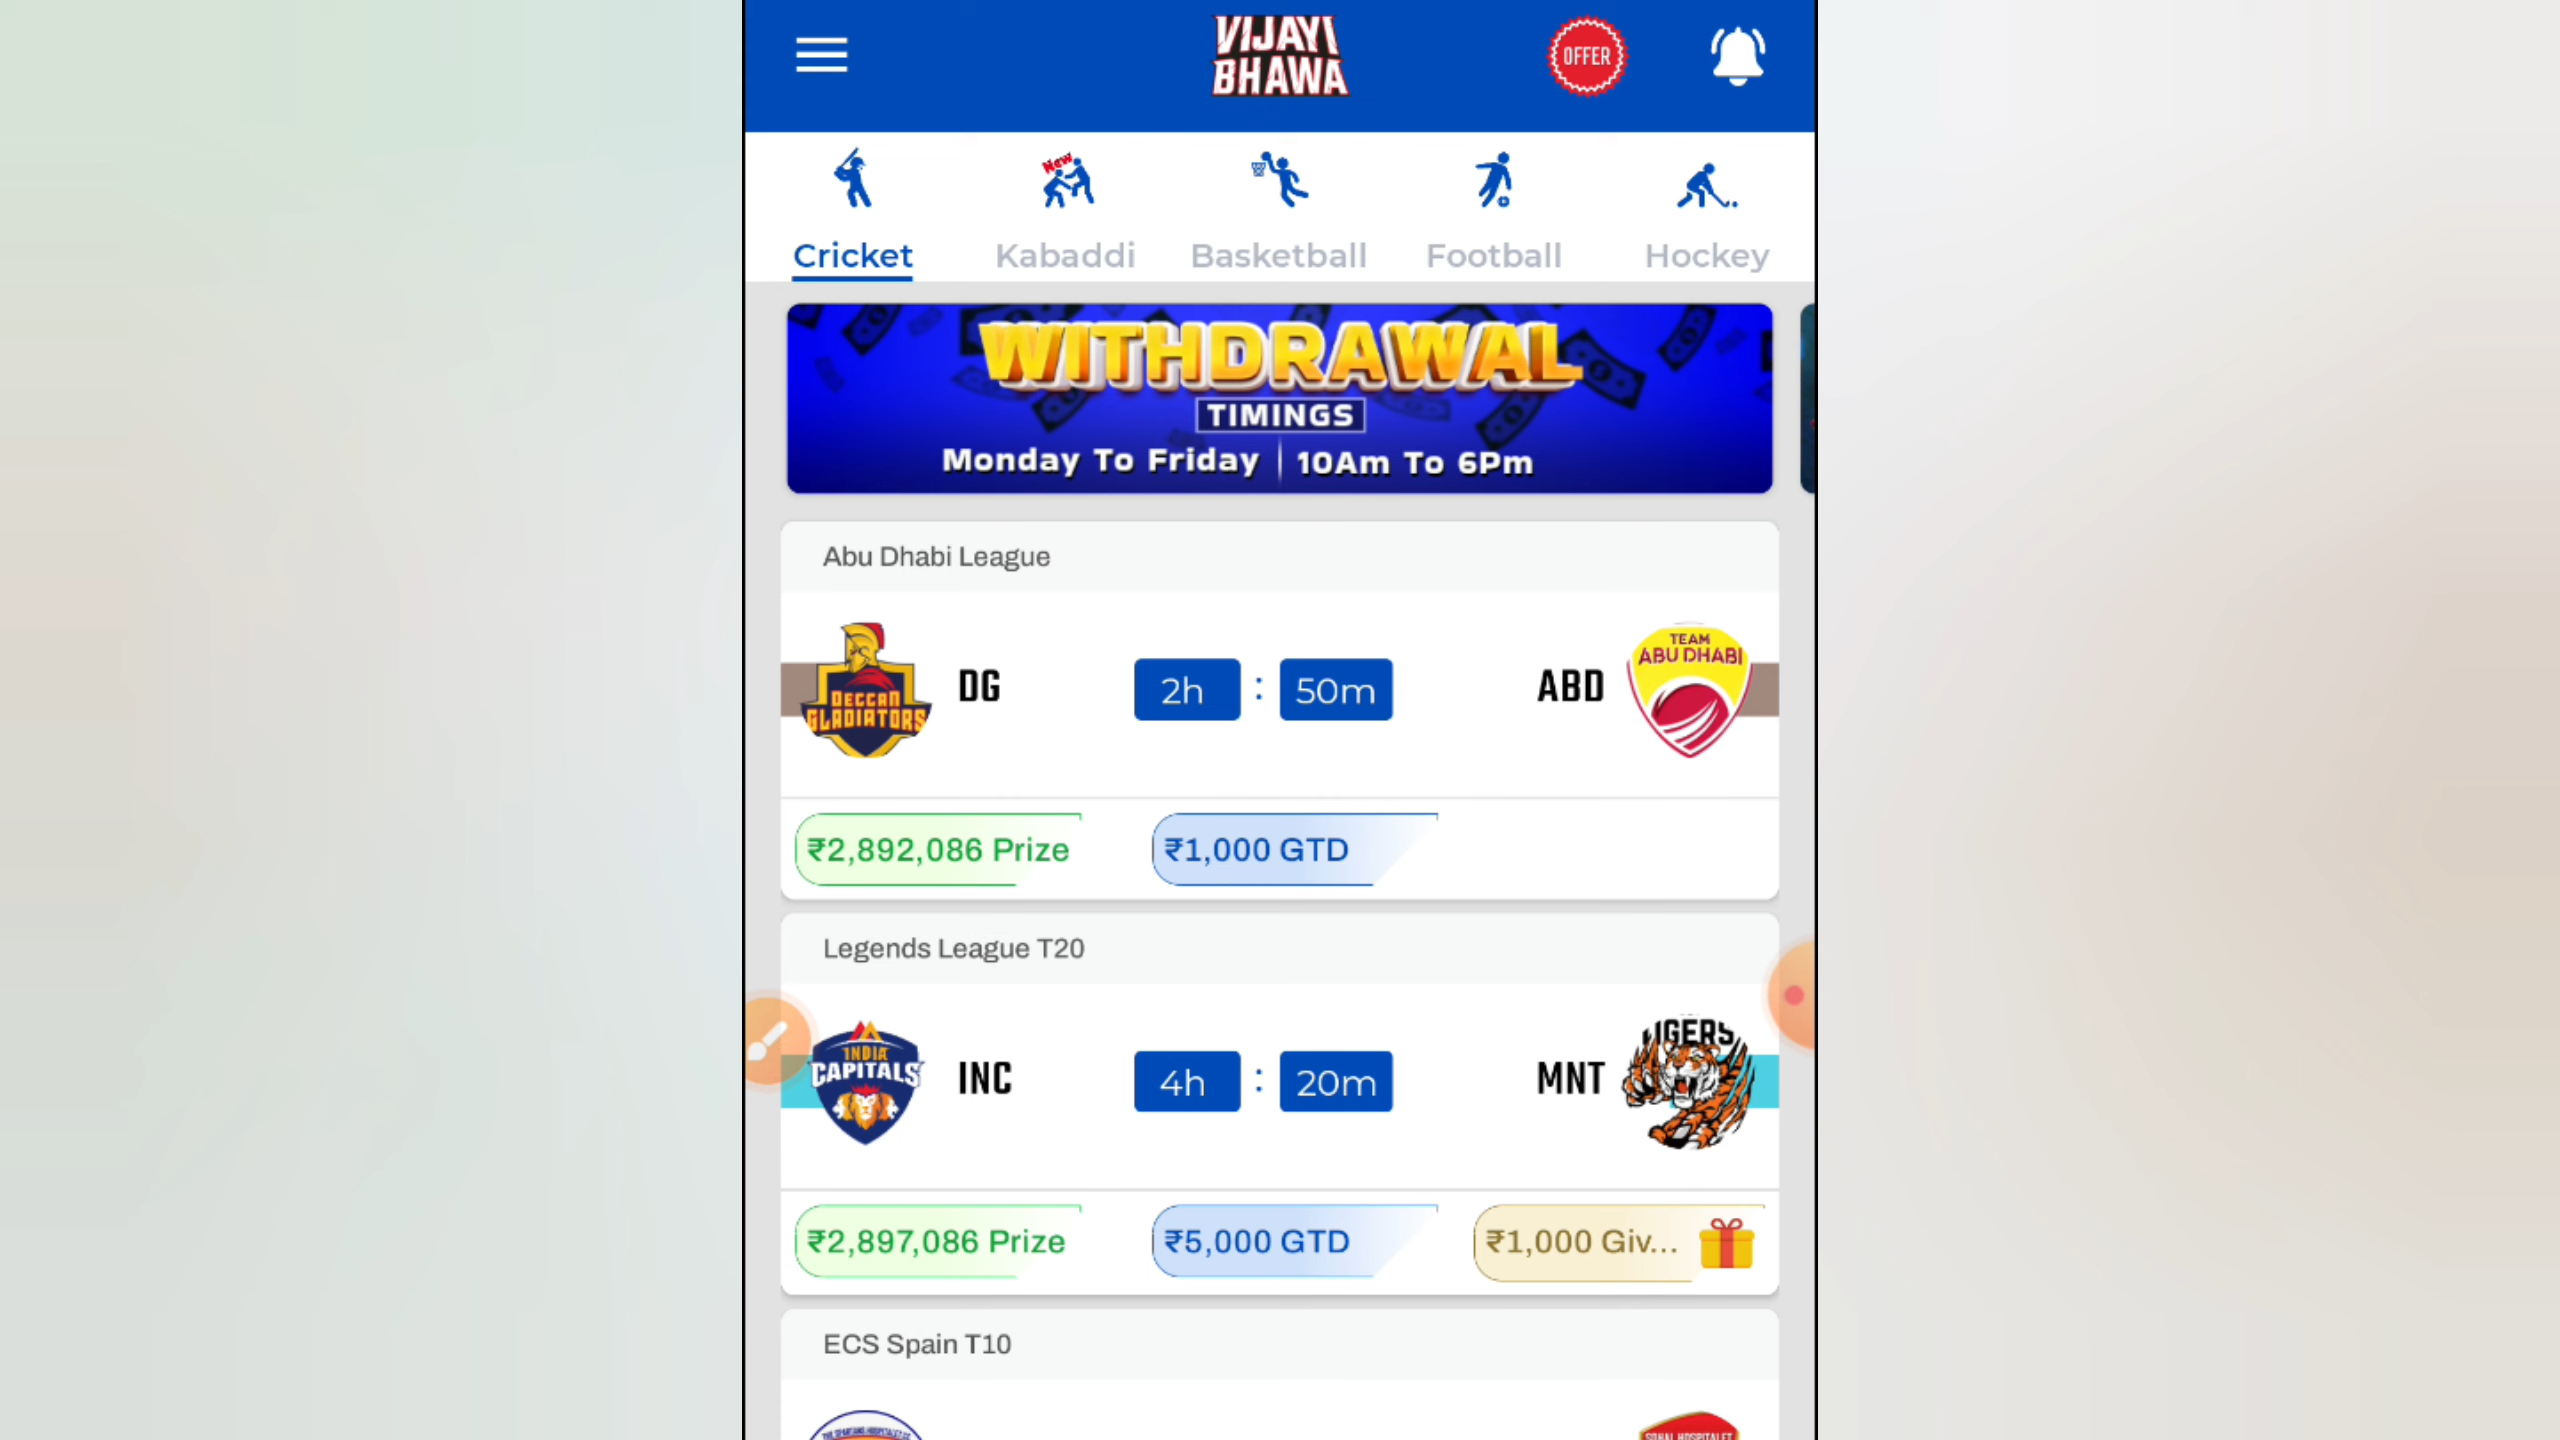 VIJAYI
BHAWA
OFFER
New
Cricket Kabaddi Basketball Football Hockey
WITHDRAWAL
TIMINGS
Monday To Friday | 10Am To 6Pm
Abu Dhabi League
DECCAN
GLADIATORS
DG
2h : 50m
ABD
TEAM
ABU DHABI
₹2,892,086 Prize
₹1,000 GTD
Legends League T20
INDIA
CAPITALS
INC
4h : 20m
MNT
TIGERS
₹2,897,086 Prize
₹5,000 GTD
₹1,000 Giv...
ECS Spain T10